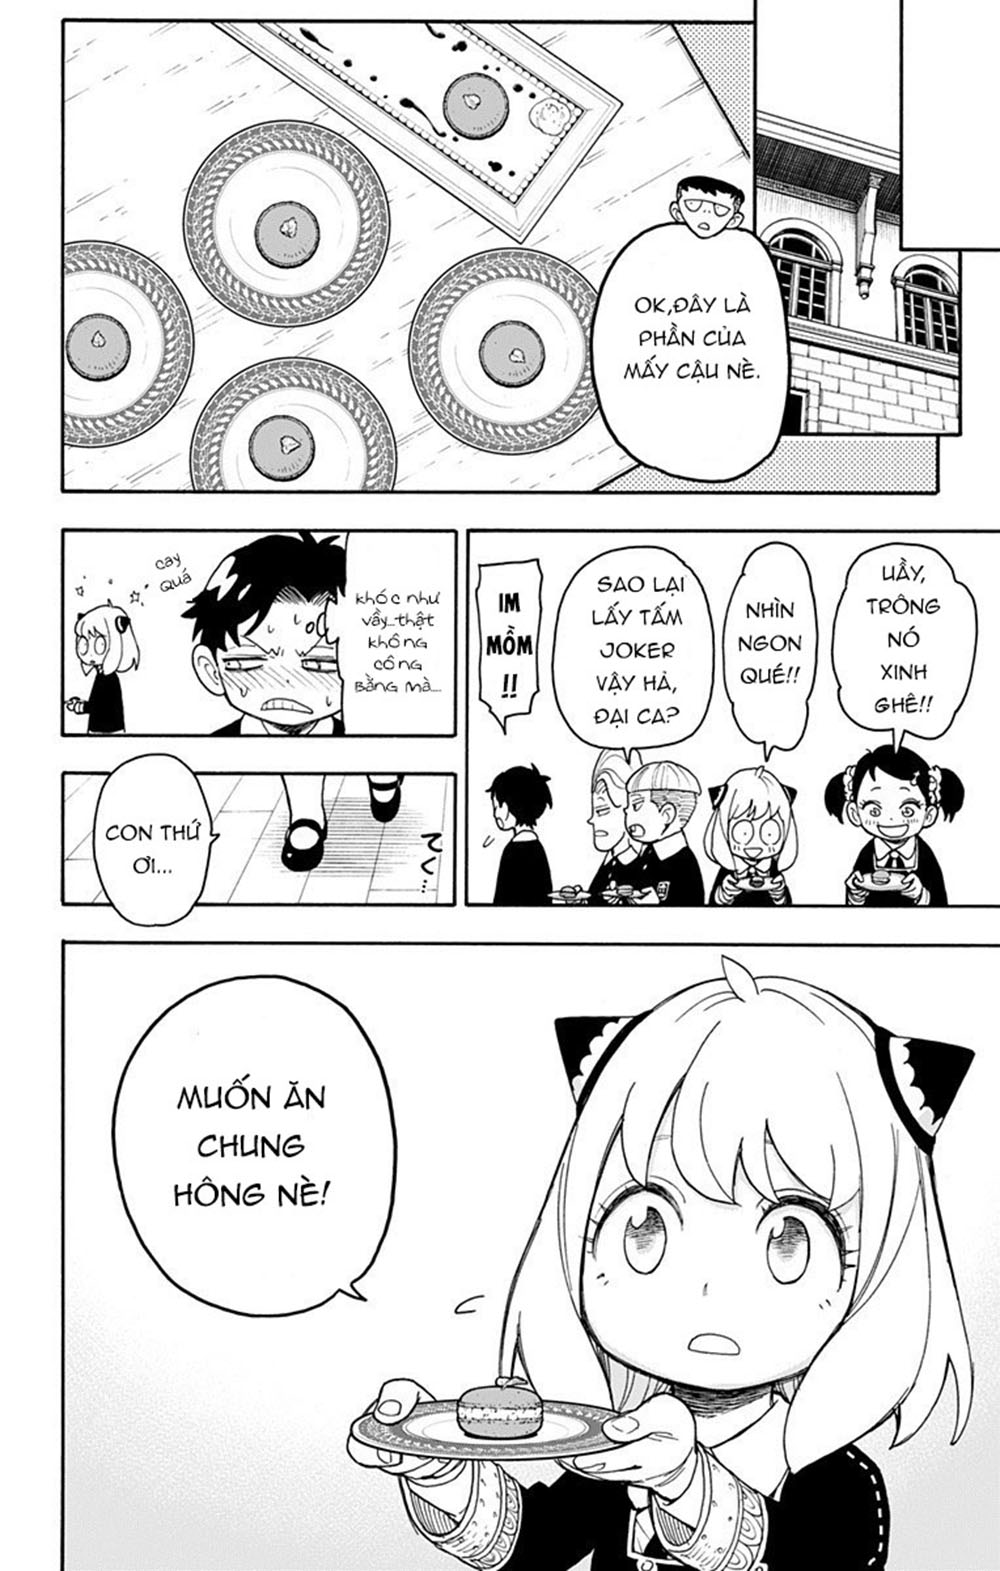 OK,ĐÂY LÀ
PHẦN CỦA
MẤY CẬU NÈ.
UẦY,
TRÔNG
NÓ
XINH
GHÊ!!
NHÌN
NGON
QUÉ!!
SAO LẠI
LẤY TẤM
JOKER
VẬY HẢ,
ĐẠI CA?
IM
MỒM
!!
khóc như
vầy...thật
không
công
bằng mà...
cay
quá
てく...
CON THỨ
ƠI...
MUỐN ĂN
CHUNG
HÔNG NÈ!